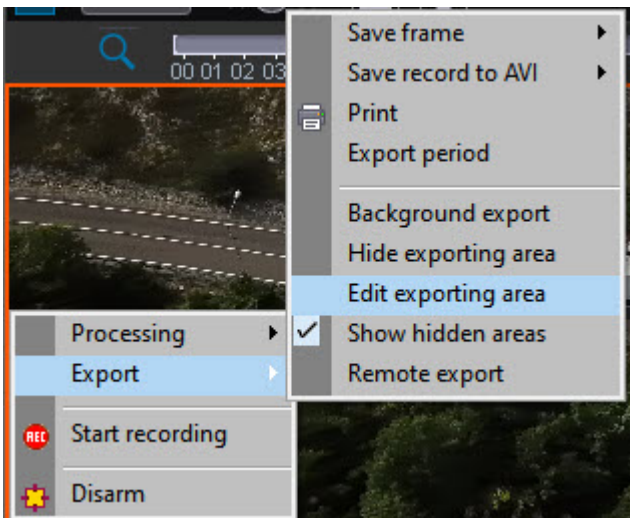 00 01 02 03
Save frame
Save record to AVI
Print
Export period
Background export
Hide exporting area
Edit exporting area
Show hidden areas
Remote export
Processing
Export
REC
Start recording
Disarm